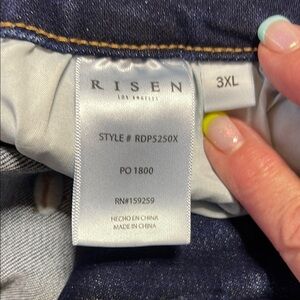 RISEN
LOS ANGELES
3XL
STYLE # RDP5250X
PO 1800
RN#159259
HECHO EN CHINA
MADE IN CHINA